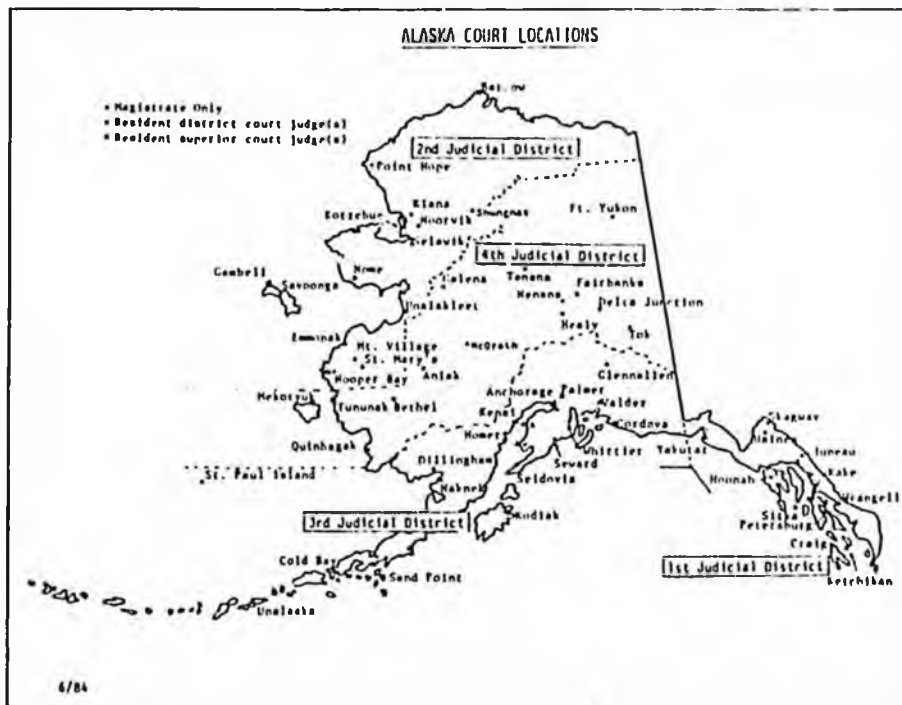 ALASKA COURT LOCATIONS
Magistrate Only
Resident district court judge(s)
Resident superior court judge(s)
Barrow
2nd Judicial District
Point Hope
Kiana
Shungnak
Ft. Yukon
Kotzebue
Noorvik
Selawik
4th Judicial District
Nome
Tanana
Gambell
Savoonga
Galena
Fairbanks
Nenana
Delta Junction
Unalakleet
Healy
Tok
Emmonak
Mt. Village
McGrath
St. Mary's
Glennallen
Hooper Bay
Aniak
Anchorage
Palmer
Mekoryuk
Valdez
Tununak
Bethel
Kenai
Cordova
Skagway
Homer
Haines
Quinhagak
Whittier
Yakutat
Juneau
Dillingham
Seward
Kake
St. Paul Island
Seldovia
Hoonah
Naknek
Wrangell
3rd Judicial District
Kodiak
Sitka
Petersburg
Craig
Cold Bay
1st Judicial District
Sand Point
Ketchikan
Unalaska
6/84